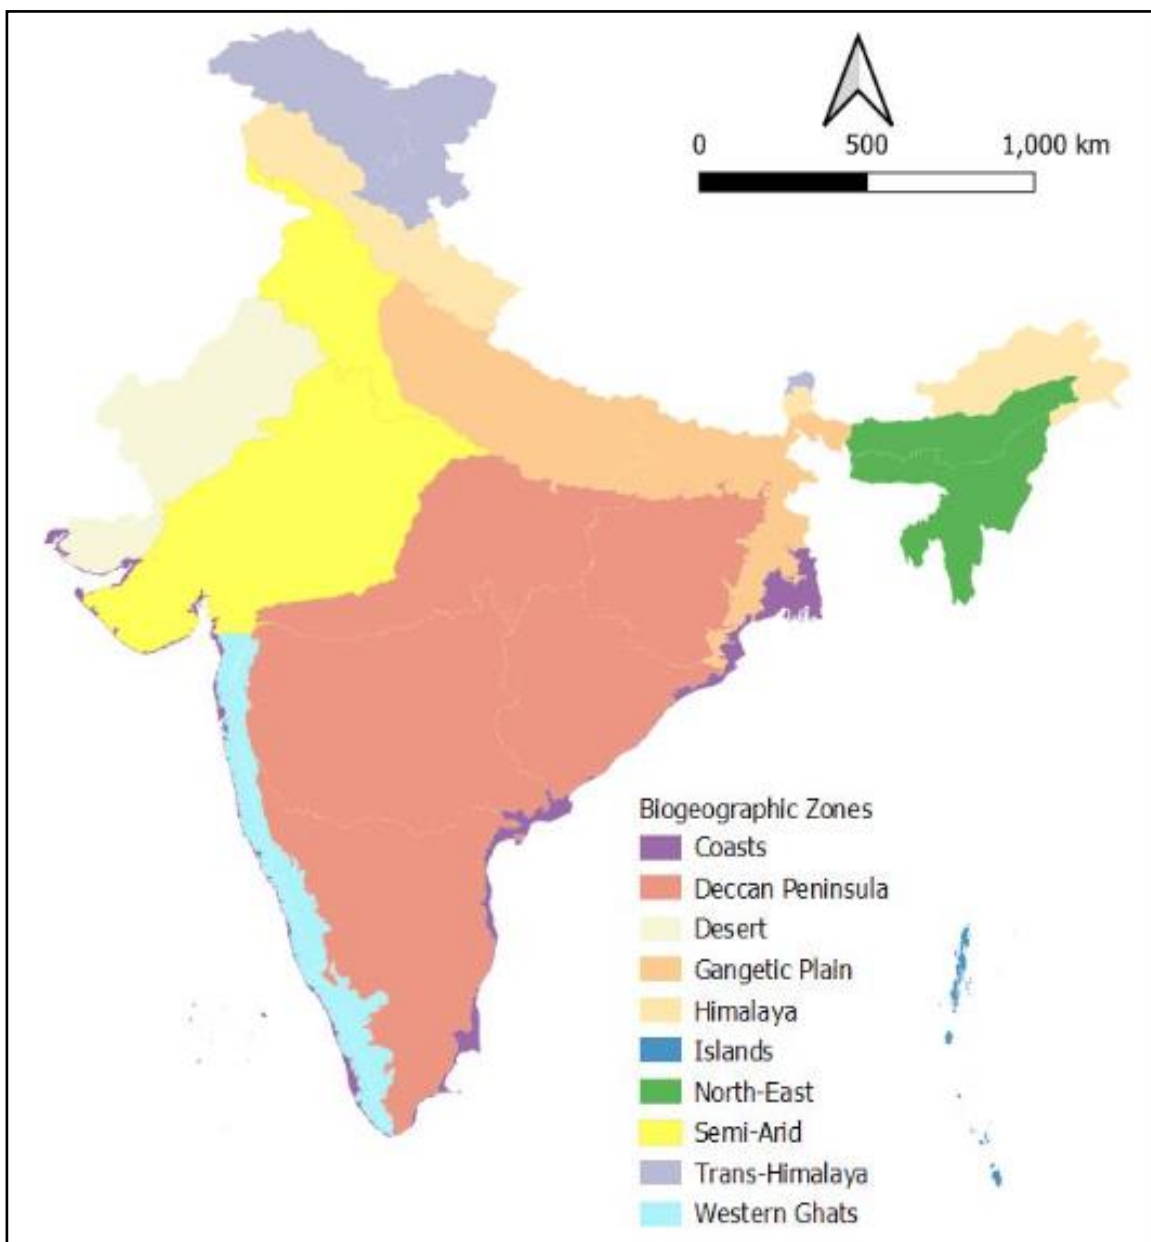 0 500 1,000 km
Biogeographic Zones
Coasts
Deccan Peninsula
Desert
Gangetic Plain
Himalaya
Islands
North-East
Semi-Arid
Trans-Himalaya
Western Ghats